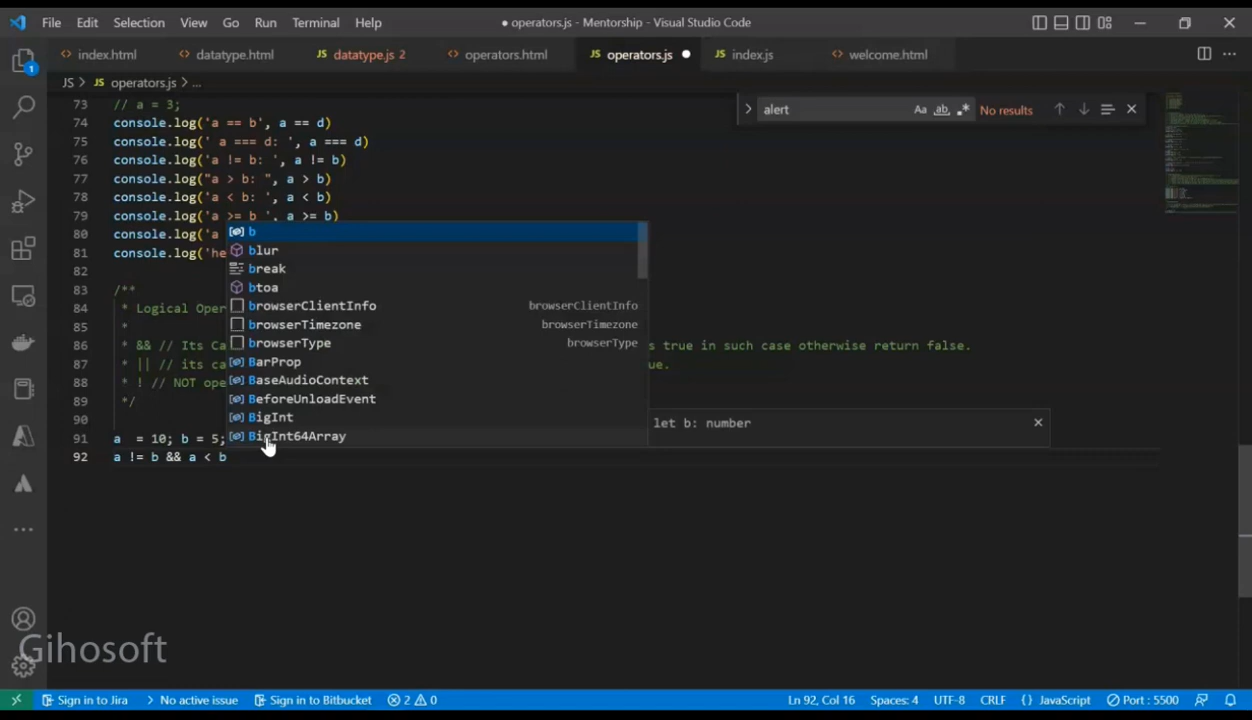 File Edit Selection View Go Run Terminal Help
● operators.js - Mentorship - Visual Studio Code
index.html
datatype.html
JS datatype.js 2
operators.html
JS operators.js ●
JS index.js
welcome.html
JS > JS operators.js > ...
alert
Aa ab No results
73 // a = 3;
74 console.log('a == b', a == d)
75 console.log(' a === d: ', a === d)
76 console.log('a != b: ', a != b)
77 console.log("a > b: ", a > b)
78 console.log('a < b: ', a < b)
79 console.log('a >= b ', a >= b)
80 console.log('a
81 console.log('he
82
83 /**
84 * Logical Oper
85 *
86 * && // Its Ca s true in such case otherwise return false.
87 * || // its ca ue.
88 * ! // NOT ope
89 */
90
91 a = 10; b = 5;
92 a != b && a < b
b
blur
break
btoa
browserClientInfo browserClientInfo
browserTimezone browserTimezone
browserType browserType
BarProp
BaseAudioContext
BeforeUnloadEvent
BigInt
BigInt64Array
let b: number
1
Gihosoft
Sign in to Jira
No active issue
Sign in to Bitbucket
2 0
Ln 92, Col 16
Spaces: 4
UTF-8
CRLF
{} JavaScript
Port : 5500